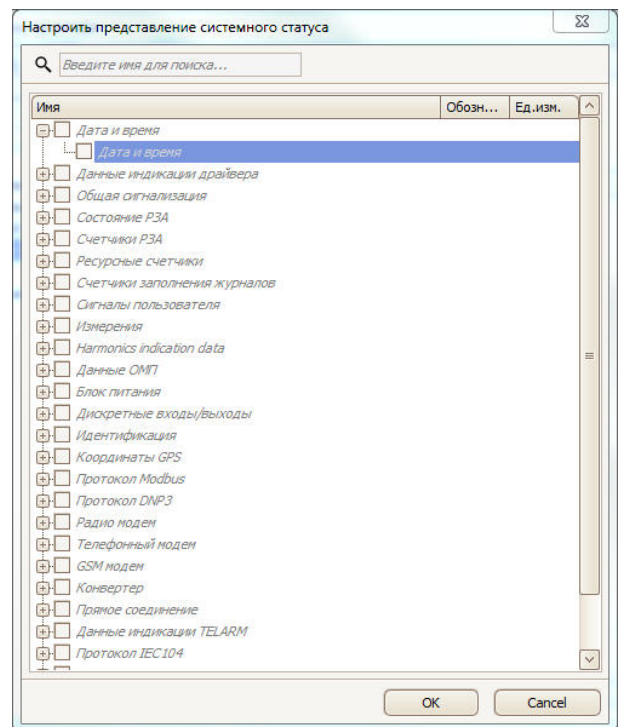 Настроить представление системного статуса
Введите имя для поиска...
Имя Обозн... Ед.изм.
Дата и время
Дата и время
Данные индикации драйвера
Общая сигнализация
Состояние РЗА
Счетчики РЗА
Ресурсные счетчики
Счетчики заполнения журналов
Сигналы пользователя
Измерения
Harmonics indication data
Данные ОМП
Блок питания
Дискретные входы/выходы
Идентификация
Координаты GPS
Протокол Modbus
Протокол DNP3
Радио модем
Телефонный модем
GSM модем
Конвертер
Прямое соединение
Данные индикации TELARM
Протокол IEC104
OK Cancel